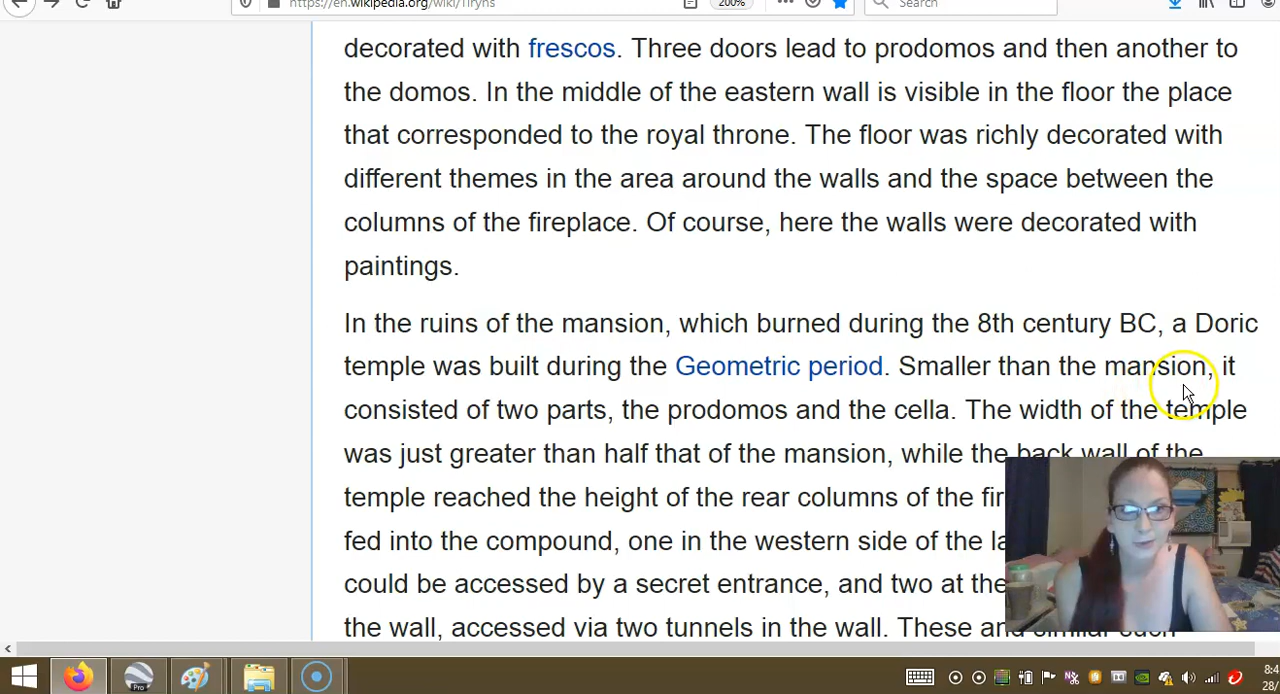 https://en.wikipedia.org/wiki/Tiryns 200% Search
decorated with frescos. Three doors lead to prodomos and then another to
the domos. In the middle of the eastern wall is visible in the floor the place
that corresponded to the royal throne. The floor was richly decorated with
different themes in the area around the walls and the space between the
columns of the fireplace. Of course, here the walls were decorated with
paintings.
In the ruins of the mansion, which burned during the 8th century BC, a Doric
temple was built during the Geometric period. Smaller than the mansion, it
consisted of two parts, the prodomos and the cella. The width of the temple
was just greater than half that of the mansion, while the back wall of the
temple reached the height of the rear columns of the
fed into the compound, one in the western side of the
could be accessed by a secret entrance, and two at the
the wall, accessed via two tunnels in the wall. These and similar such
Pro
8:4
28/